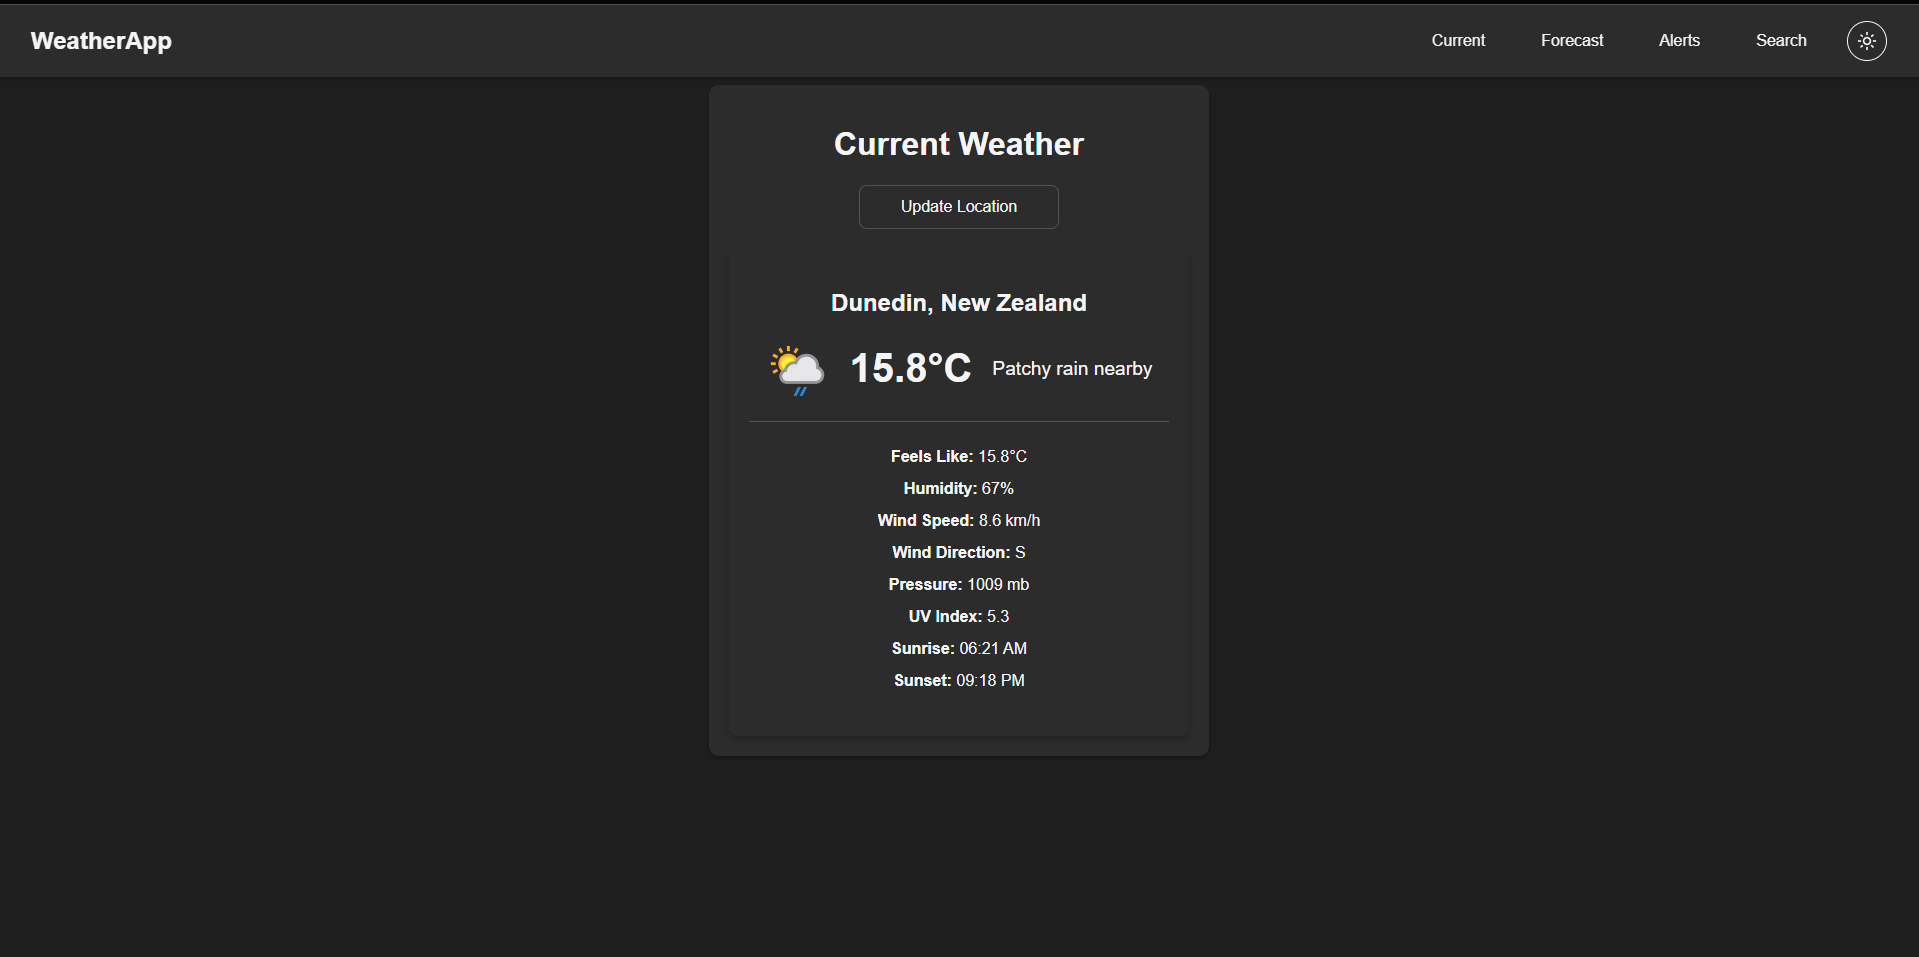 WeatherApp
Current
Forecast
Alerts
Search
Current Weather
Update Location
Dunedin, New Zealand
15.8°C
Patchy rain nearby
Feels Like: 15.8°C
Humidity: 67%
Wind Speed: 8.6 km/h
Wind Direction: S
Pressure: 1009 mb
UV Index: 5.3
Sunrise: 06:21 AM
Sunset: 09:18 PM